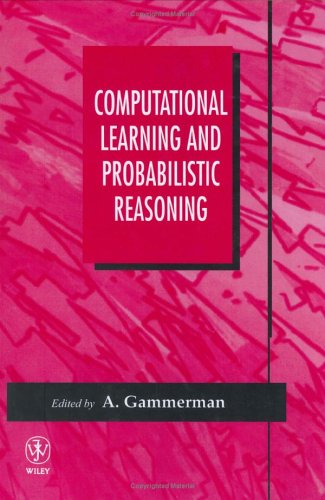 COMPUTATIONAL
LEARNING AND
PROBABILISTIC
REASONING
Edited by A. Gammerman
WILEY